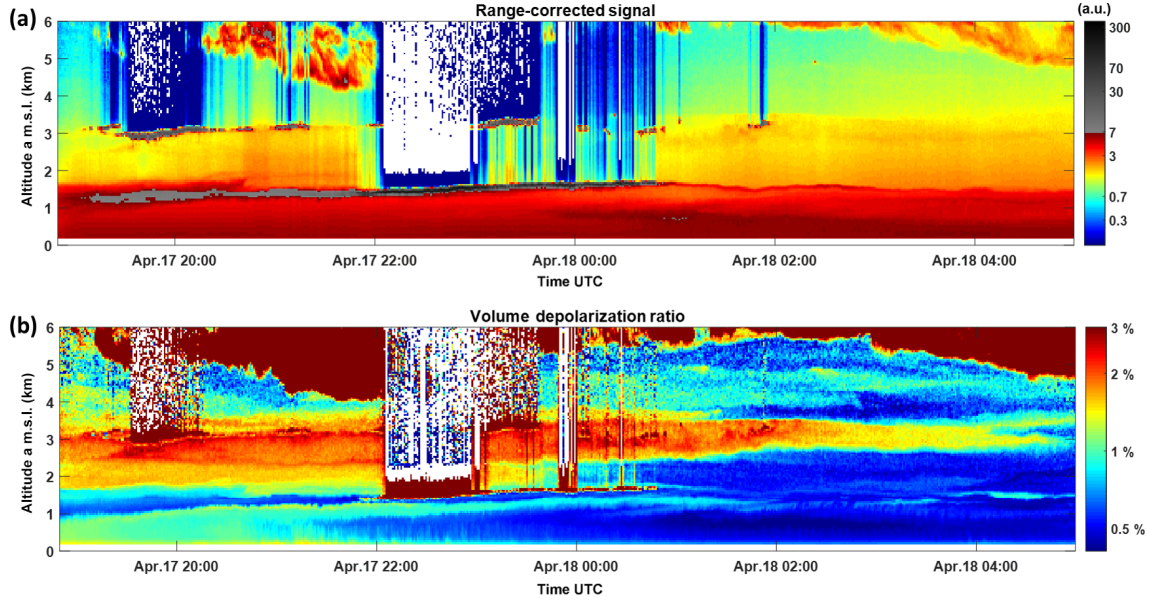 (a)
Range-corrected signal
(a.u.)
Altitude a m.s.l. (km)
6
5
4
3
2
1
0
300
70
30
7
3
0.7
0.3
Apr.17 20:00 Apr.17 22:00 Apr.18 00:00 Apr.18 02:00 Apr.18 04:00
Time UTC
(b)
Volume depolarization ratio
Altitude a m.s.l. (km)
6
5
4
3
2
1
0
3 %
2 %
1 %
0.5 %
Apr.17 20:00 Apr.17 22:00 Apr.18 00:00 Apr.18 02:00 Apr.18 04:00
Time UTC